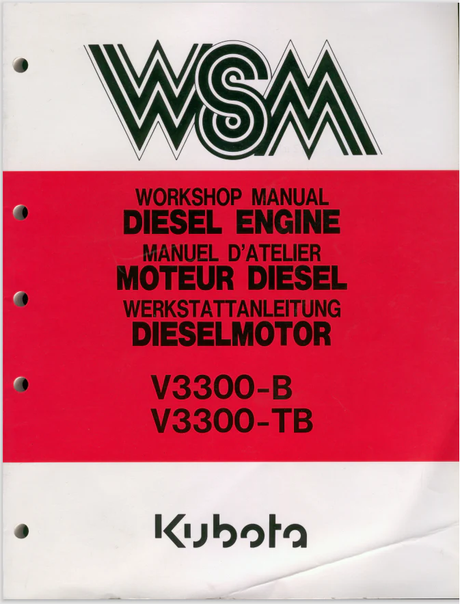 WSM
WORKSHOP MANUAL
DIESEL ENGINE
MANUEL D'ATELIER
MOTEUR DIESEL
WERKSTATTANLEITUNG
DIESELMOTOR
V3300-B
V3300-TB
Kubota